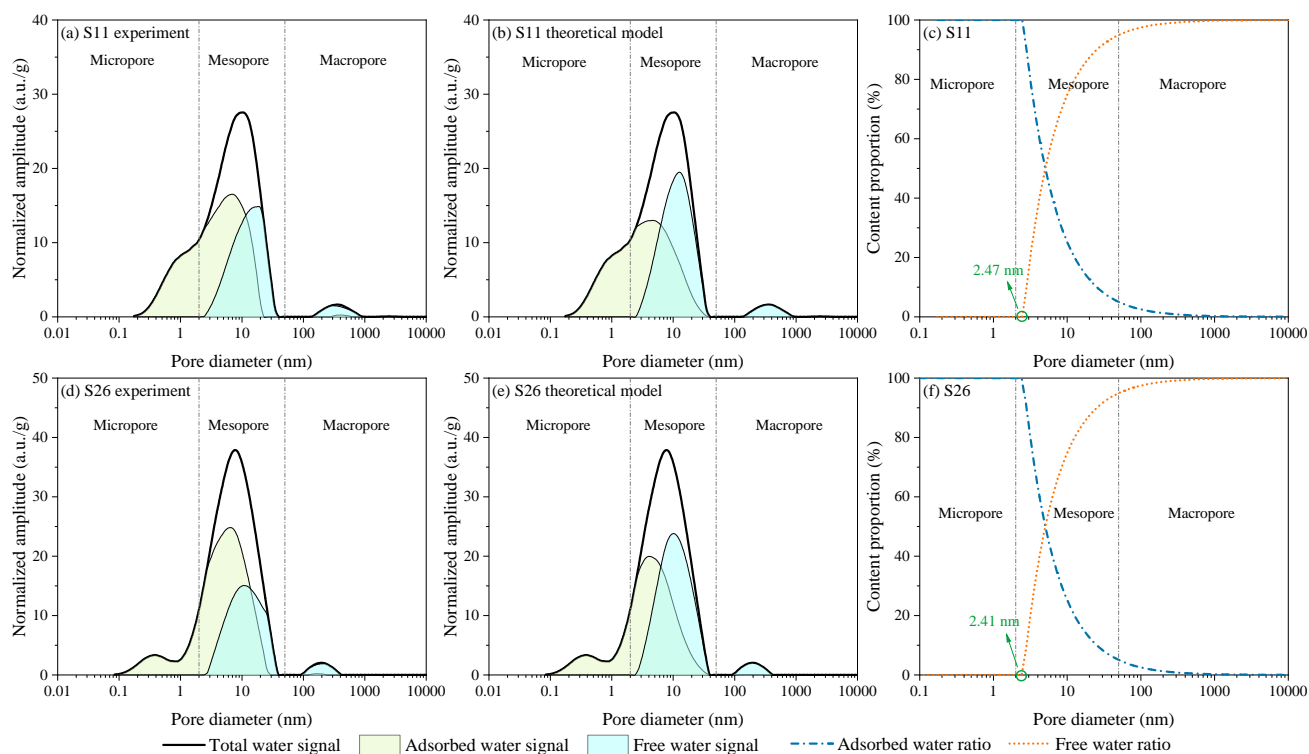 (a) S11 experiment
Micropore Mesopore Macropore
Normalized amplitude (a.u./g)
0 10 20 30 40
0.01 0.1 1 10 100 1000 10000
Pore diameter (nm)
(b) S11 theoretical model
Micropore Mesopore Macropore
Normalized amplitude (a.u./g)
0 10 20 30 40
0.01 0.1 1 10 100 1000 10000
Pore diameter (nm)
(c) S11
Micropore Mesopore Macropore
2.47 nm
Content proportion (%)
0 20 40 60 80 100
0.1 1 10 100 1000 10000
Pore diameter (nm)
(d) S26 experiment
Micropore Mesopore Macropore
Normalized amplitude (a.u./g)
0 10 20 30 40 50
0.01 0.1 1 10 100 1000 10000
Pore diameter (nm)
(e) S26 theoretical model
Micropore Mesopore Macropore
Normalized amplitude (a.u./g)
0 10 20 30 40 50
0.01 0.1 1 10 100 1000 10000
Pore diameter (nm)
(f) S26
Micropore Mesopore Macropore
2.41 nm
Content proportion (%)
0 20 40 60 80 100
0.1 1 10 100 1000 10000
Pore diameter (nm)
Total water signal Adsorbed water signal Free water signal Adsorbed water ratio Free water ratio